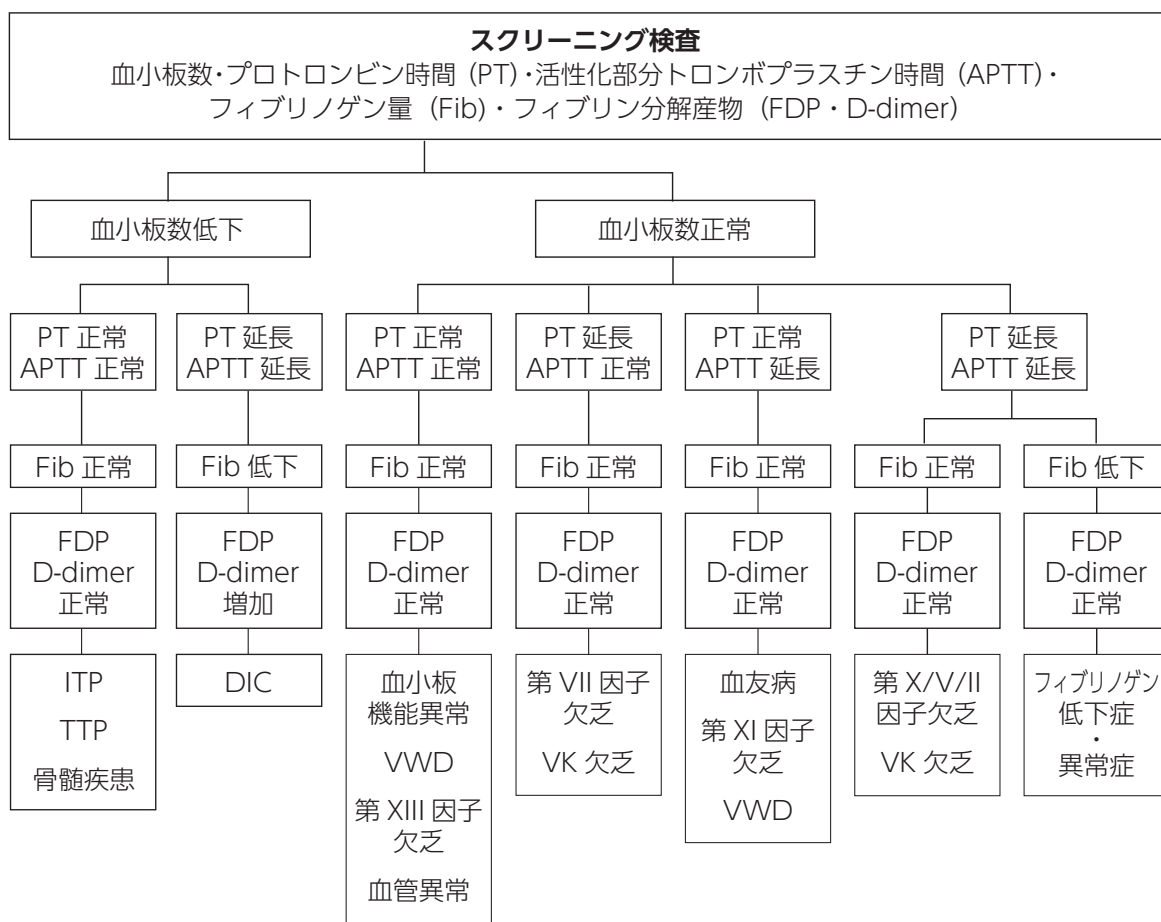 スクリーニング検査
血小板数・プロトロンビン時間（PT）・活性化部分トロンボプラスチン時間（APTT）・
フィブリノゲン量（Fib）・フィブリン分解産物（FDP・D-dimer）
血小板数低下
血小板数正常
PT 正常
APTT 正常
PT 延長
APTT 延長
PT 正常
APTT 正常
PT 延長
APTT 正常
PT 正常
APTT 延長
PT 延長
APTT 延長
Fib 正常
Fib 低下
Fib 正常
Fib 正常
Fib 正常
Fib 正常
Fib 低下
FDP
D-dimer
正常
FDP
D-dimer
増加
FDP
D-dimer
正常
FDP
D-dimer
正常
FDP
D-dimer
正常
FDP
D-dimer
正常
FDP
D-dimer
正常
ITP
TTP
骨髄疾患
DIC
血小板
機能異常
VWD
第 XIII 因子
欠乏
血管異常
第 VII 因子
欠乏
VK 欠乏
血友病
第 XI 因子
欠乏
VWD
第 X/V/II
因子欠乏
VK 欠乏
フィブリノゲン
低下症
・
異常症